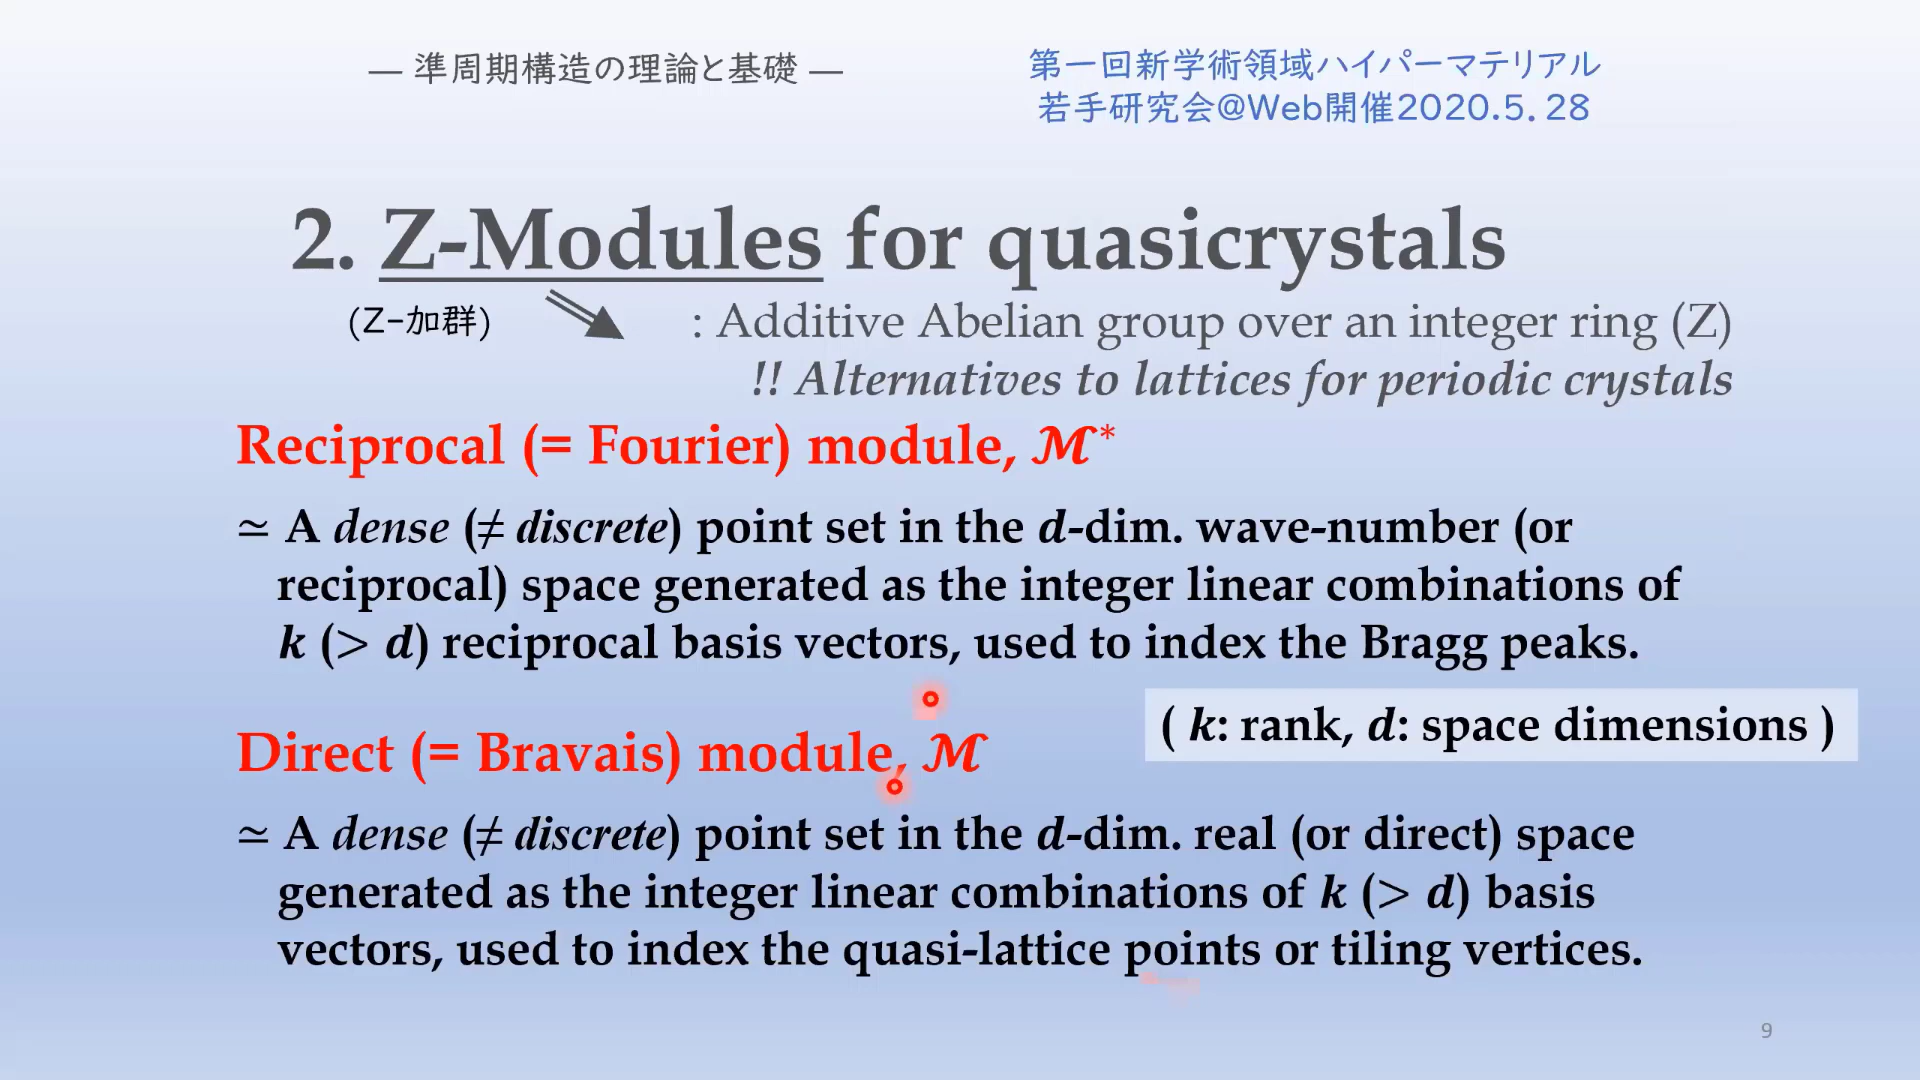 — 準周期構造の理論と基礎 —
第一回新学術領域ハイパーマテリアル
若手研究会@Web開催2020.5.28
2. Z-Modules for quasicrystals
(Z-加群)
: Additive Abelian group over an integer ring (Z)
!! Alternatives to lattices for periodic crystals
Reciprocal (= Fourier) module, ℳ*
≃ A dense (≠ discrete) point set in the d-dim. wave-number (or
reciprocal) space generated as the integer linear combinations of
k (> d) reciprocal basis vectors, used to index the Bragg peaks.
( k: rank, d: space dimensions )
Direct (= Bravais) module, ℳ
≃ A dense (≠ discrete) point set in the d-dim. real (or direct) space
generated as the integer linear combinations of k (> d) basis
vectors, used to index the quasi-lattice points or tiling vertices.
9